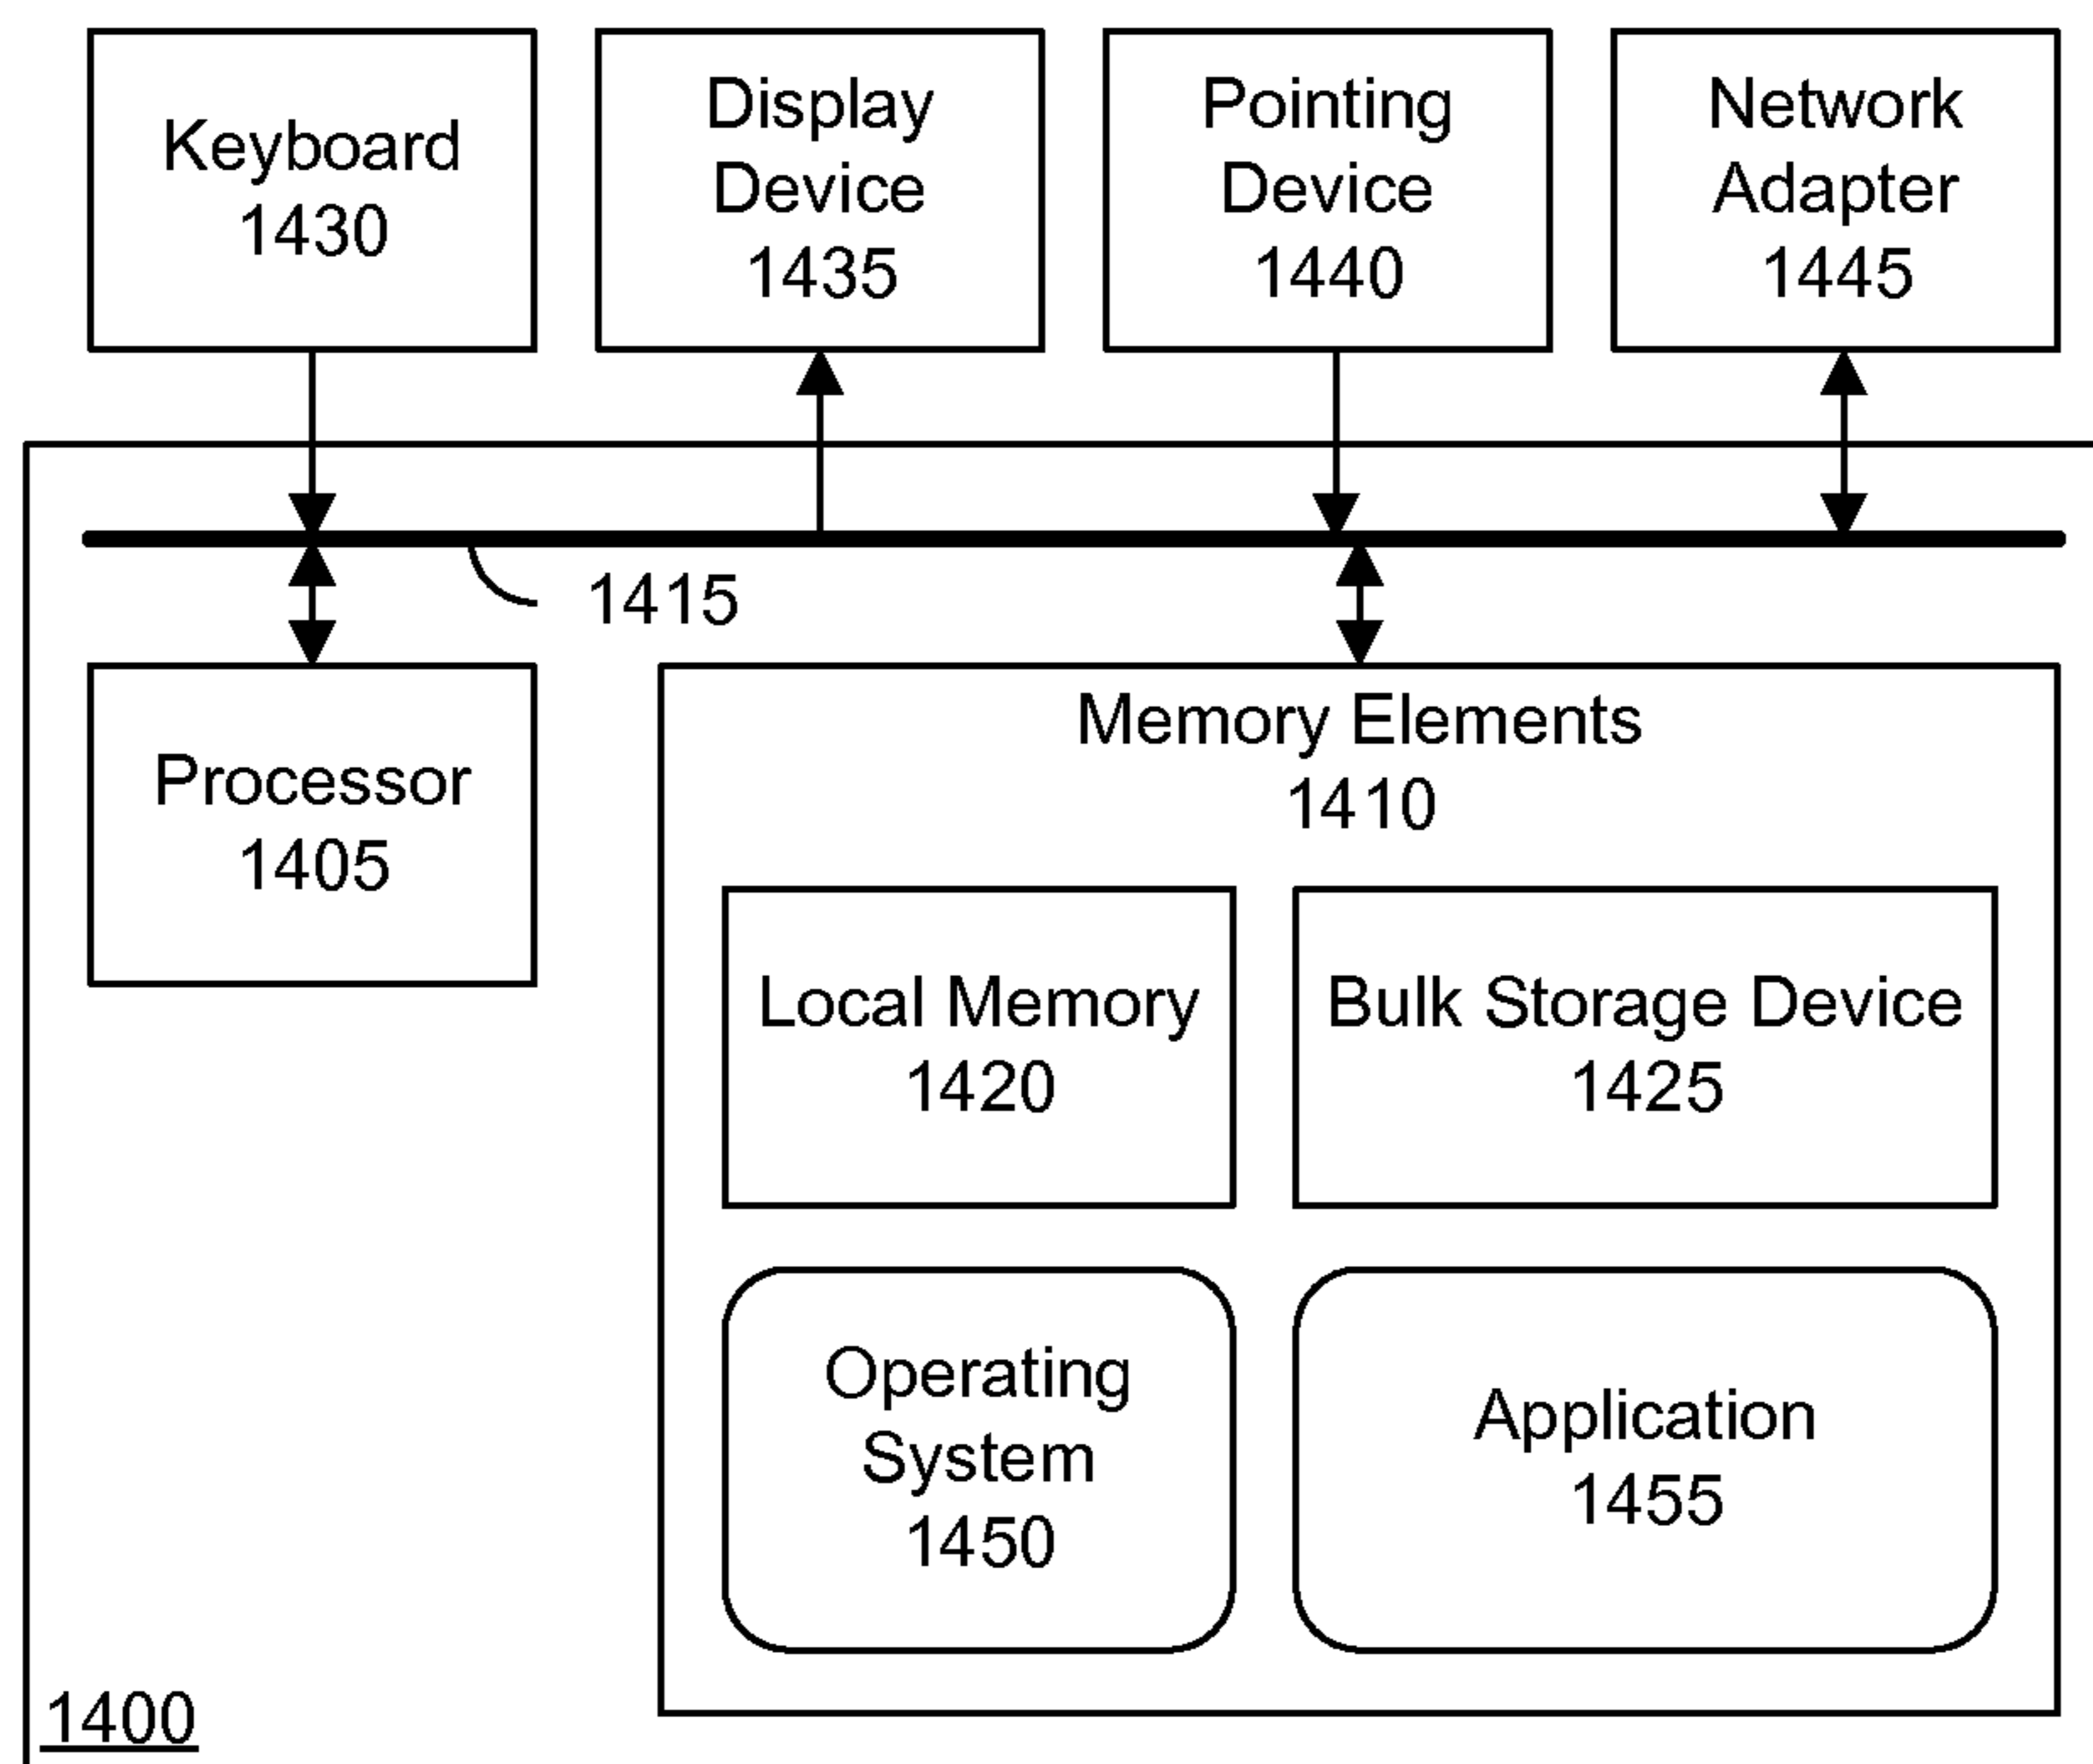 Keyboard
1430
Display
Device
1435
Pointing
Device
1440
Network
Adapter
1445
1415
Processor
1405
Memory Elements
1410
Local Memory
1420
Bulk Storage Device
1425
Operating
System
1450
Application
1455
1400